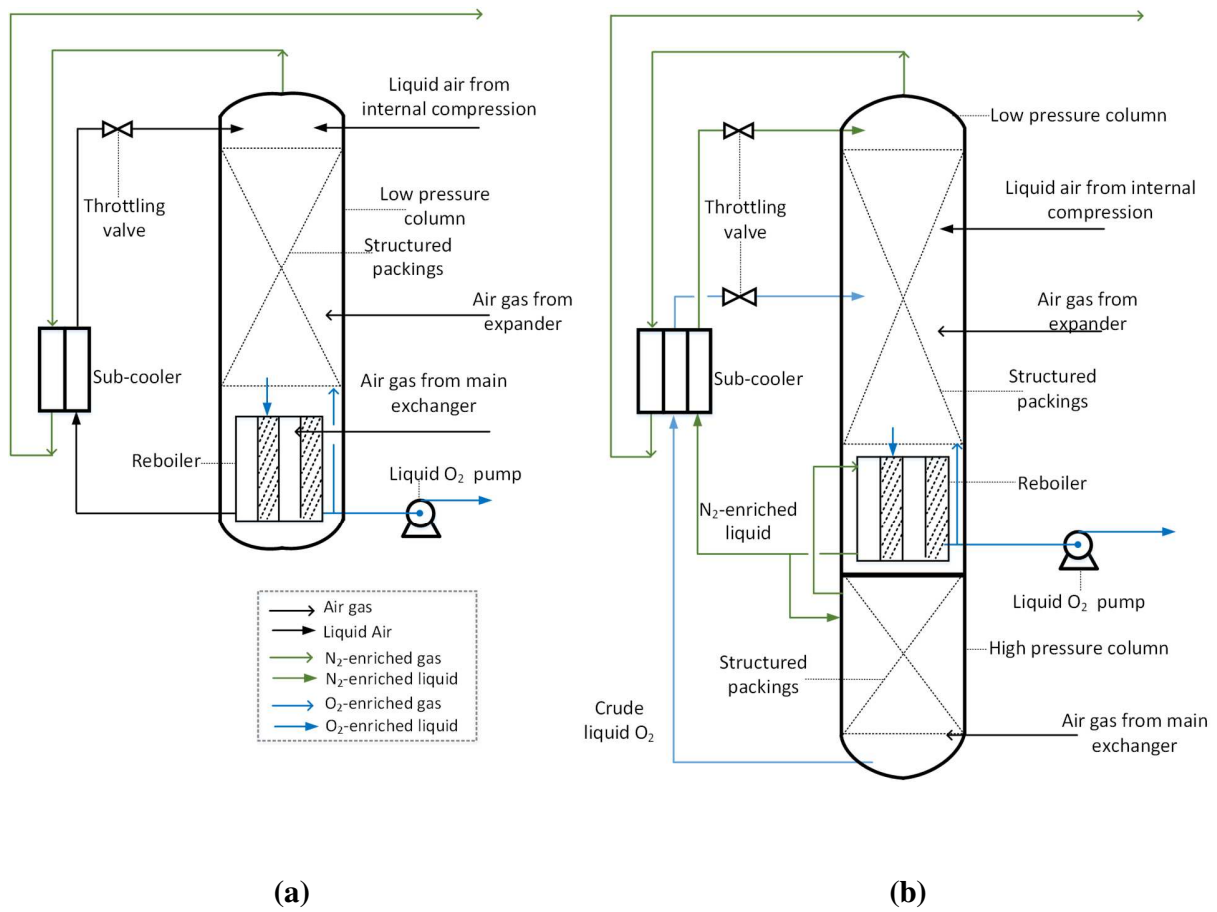 Liquid air from
internal compression
Throttling
valve
Low pressure
column
Structured
packings
Air gas from
expander
Sub-cooler
Air gas from main
exchanger
Reboiler
Liquid O₂ pump
Air gas
Liquid Air
N₂-enriched gas
N₂-enriched liquid
O₂-enriched gas
O₂-enriched liquid
(a)
Low pressure column
Liquid air from internal
compression
Throttling
valve
Air gas from
expander
Sub-cooler
Structured
packings
Reboiler
N₂-enriched
liquid
Liquid O₂ pump
High pressure column
Structured
packings
Crude
liquid O₂
Air gas from main
exchanger
(b)